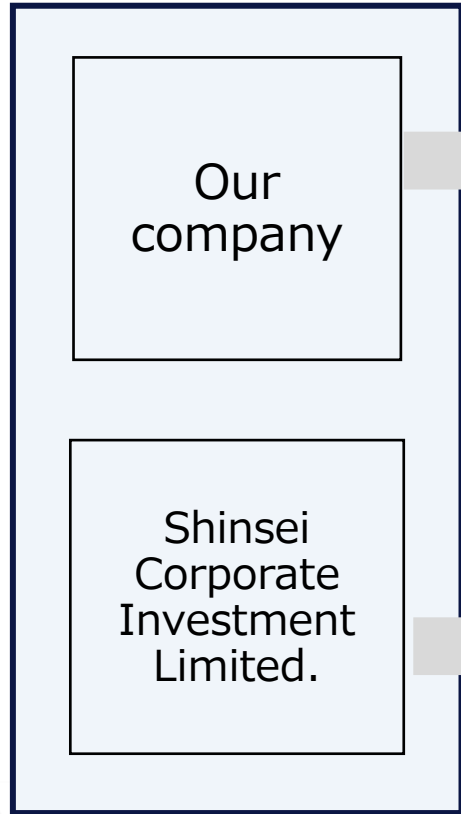 Our
company
Shinsei
Corporate
Investment
Limited.